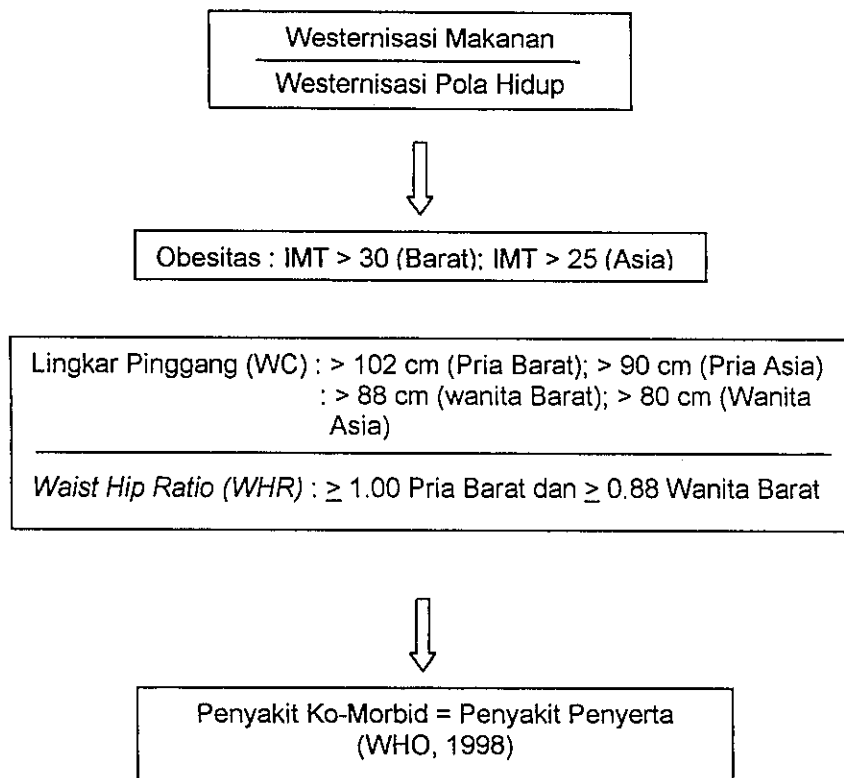 Westernisasi Makanan
Westernisasi Pola Hidup
Obesitas : IMT > 30 (Barat); IMT > 25 (Asia)
Lingkar Pinggang (WC) : > 102 cm (Pria Barat); > 90 cm (Pria Asia)
: > 88 cm (wanita Barat); > 80 cm (Wanita
Asia)
Waist Hip Ratio (WHR) : ≥ 1.00 Pria Barat dan ≥ 0.88 Wanita Barat
Penyakit Ko-Morbid = Penyakit Penyerta
(WHO, 1998)